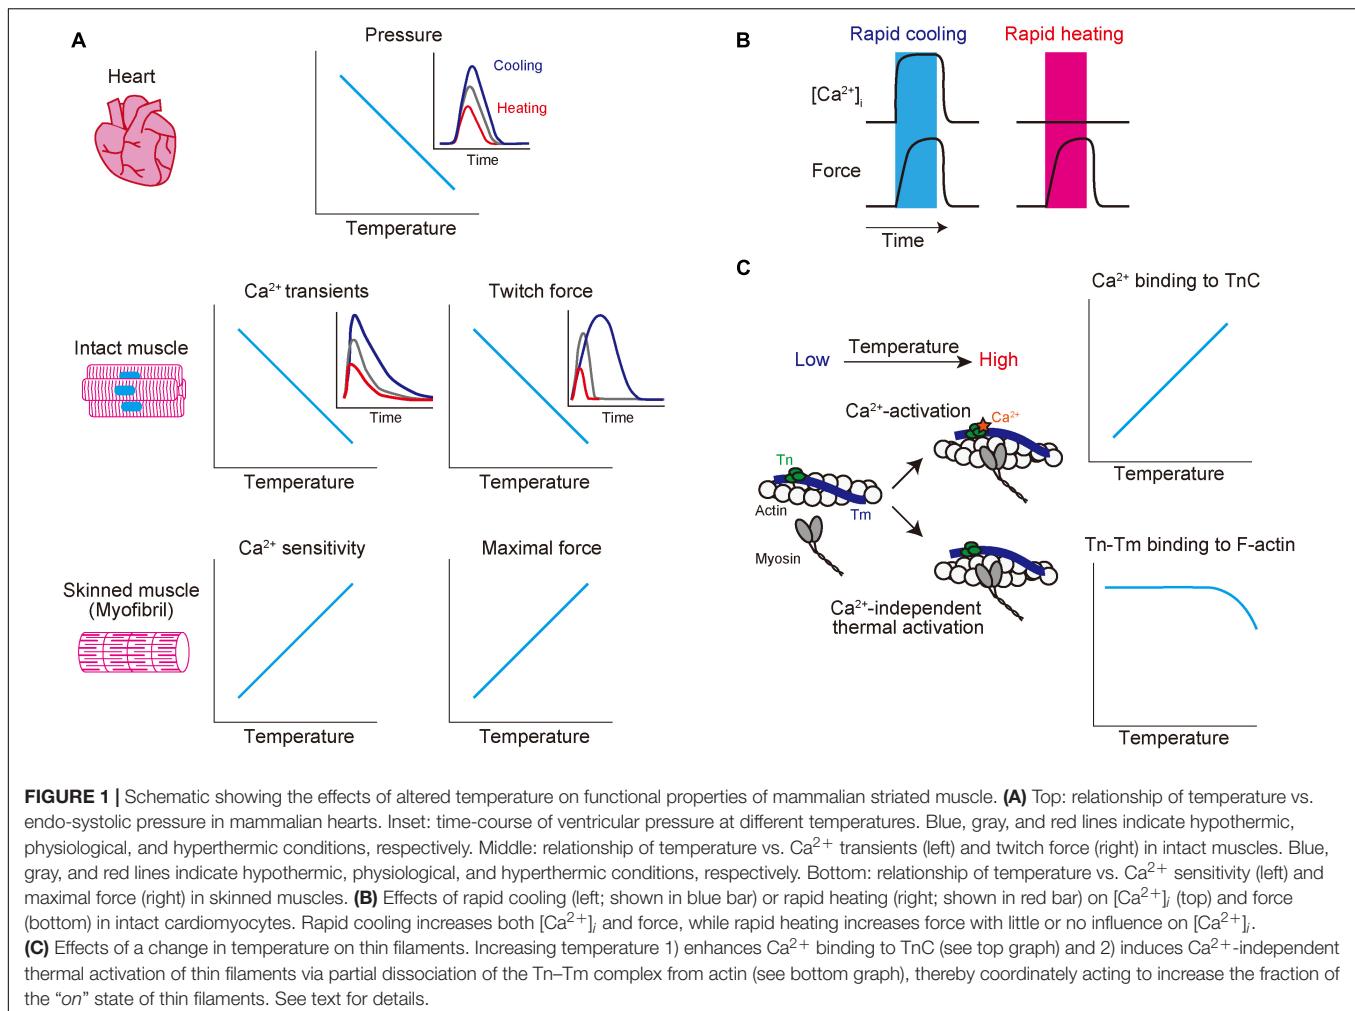 A
Heart
Pressure
Cooling
Heating
Time
Temperature
B
Rapid cooling
Rapid heating
[Ca²⁺]ᵢ
Force
Time
Intact muscle
Ca²⁺ transients
Time
Temperature
Twitch force
Time
Temperature
Skinned muscle
(Myofibril)
Ca²⁺ sensitivity
Temperature
Maximal force
Temperature
C
Low
Temperature
High
Ca²⁺-activation
Ca²⁺
Tn
Actin
Tm
Myosin
Ca²⁺-independent
thermal activation
Ca²⁺ binding to TnC
Temperature
Tn-Tm binding to F-actin
Temperature
FIGURE 1 | Schematic showing the effects of altered temperature on functional properties of mammalian striated muscle. (A) Top: relationship of temperature vs.
endo-systolic pressure in mammalian hearts. Inset: time-course of ventricular pressure at different temperatures. Blue, gray, and red lines indicate hypothermic,
physiological, and hyperthermic conditions, respectively. Middle: relationship of temperature vs. Ca²⁺ transients (left) and twitch force (right) in intact muscles. Blue,
gray, and red lines indicate hypothermic, physiological, and hyperthermic conditions, respectively. Bottom: relationship of temperature vs. Ca²⁺ sensitivity (left) and
maximal force (right) in skinned muscles. (B) Effects of rapid cooling (left; shown in blue bar) or rapid heating (right; shown in red bar) on [Ca²⁺]ᵢ (top) and force
(bottom) in intact cardiomyocytes. Rapid cooling increases both [Ca²⁺]ᵢ and force, while rapid heating increases force with little or no influence on [Ca²⁺]ᵢ.
(C) Effects of a change in temperature on thin filaments. Increasing temperature 1) enhances Ca²⁺ binding to TnC (see top graph) and 2) induces Ca²⁺-independent
thermal activation of thin filaments via partial dissociation of the Tn–Tm complex from actin (see bottom graph), thereby coordinately acting to increase the fraction of
the “on” state of thin filaments. See text for details.